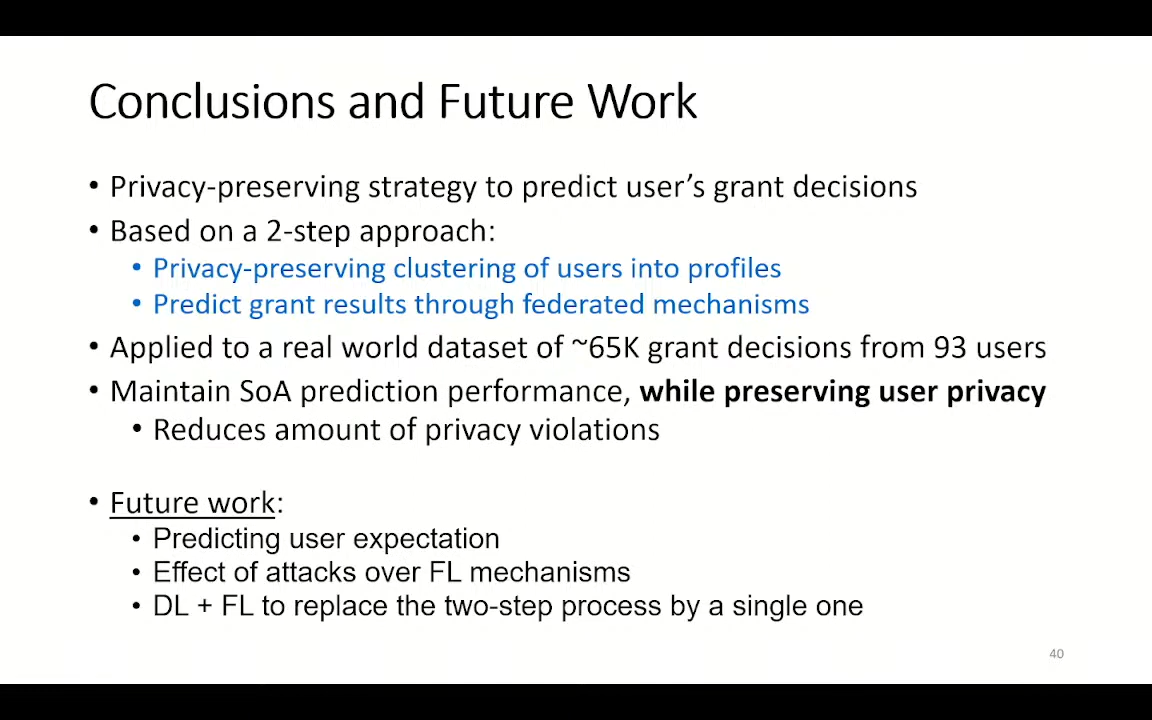 Conclusions and Future Work
• Privacy-preserving strategy to predict user’s grant decisions
• Based on a 2-step approach:
• Privacy-preserving clustering of users into profiles
• Predict grant results through federated mechanisms
• Applied to a real world dataset of ~65K grant decisions from 93 users
• Maintain SoA prediction performance, while preserving user privacy
• Reduces amount of privacy violations
• Future work:
• Predicting user expectation
• Effect of attacks over FL mechanisms
• DL + FL to replace the two-step process by a single one
40